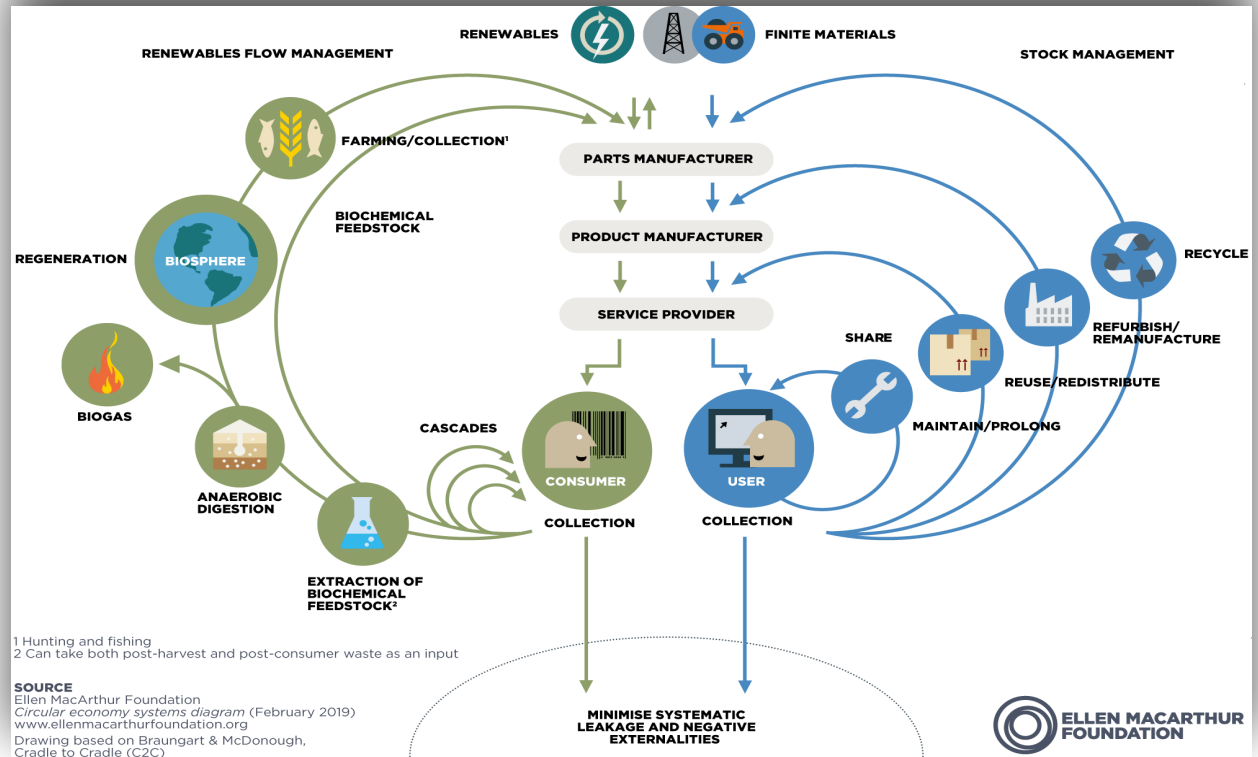 RENEWABLES
FINITE MATERIALS
RENEWABLES FLOW MANAGEMENT
STOCK MANAGEMENT
FARMING/COLLECTION¹
PARTS MANUFACTURER
BIOCHEMICAL
FEEDSTOCK
PRODUCT MANUFACTURER
REGENERATION
BIOSPHERE
RECYCLE
SERVICE PROVIDER
SHARE
REFURBISH/
REMANUFACTURE
REUSE/REDISTRIBUTE
BIOGAS
CASCADES
MAINTAIN/PROLONG
CONSUMER
USER
ANAEROBIC
DIGESTION
COLLECTION
COLLECTION
EXTRACTION OF
BIOCHEMICAL
FEEDSTOCK²
1 Hunting and fishing
2 Can take both post-harvest and post-consumer waste as an input
SOURCE
Ellen MacArthur Foundation
Circular economy systems diagram (February 2019)
www.ellenmacarthurfoundation.org
Drawing based on Braungart & McDonough,
Cradle to Cradle (C2C)
MINIMISE SYSTEMATIC
LEAKAGE AND NEGATIVE
EXTERNALITIES
ELLEN MACARTHUR
FOUNDATION